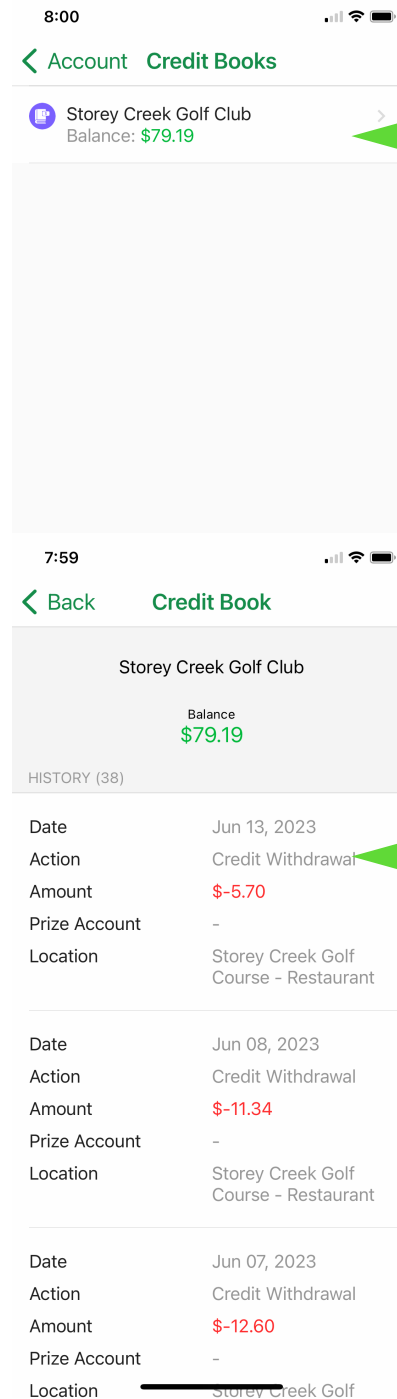 8:00
Account Credit Books
Storey Creek Golf Club
Balance: $79.19
7:59
Back Credit Book
Storey Creek Golf Club
Balance
$79.19
HISTORY (38)
Date Jun 13, 2023
Action Credit Withdrawal
Amount $-5.70
Prize Account -
Location Storey Creek Golf
Course - Restaurant
Date Jun 08, 2023
Action Credit Withdrawal
Amount $-11.34
Prize Account -
Location Storey Creek Golf
Course - Restaurant
Date Jun 07, 2023
Action Credit Withdrawal
Amount $-12.60
Prize Account -
Location Storey Creek Golf